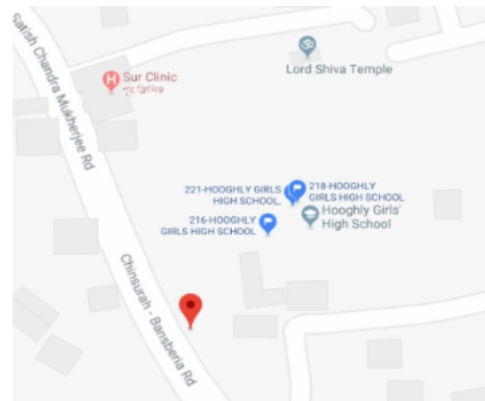 Satish Chandra Mukherjee Rd
Lord Shiva Temple
Sur Clinic
সুর ক্লিনিক
221-HOOGHLY GIRLS
HIGH SCHOOL,
218-HOOGHLY
GIRLS HIGH SCHOOL
216-HOOGHLY
GIRLS HIGH SCHOOL
Hooghly Girls'
High School
Chinsurah - Bansberia Rd